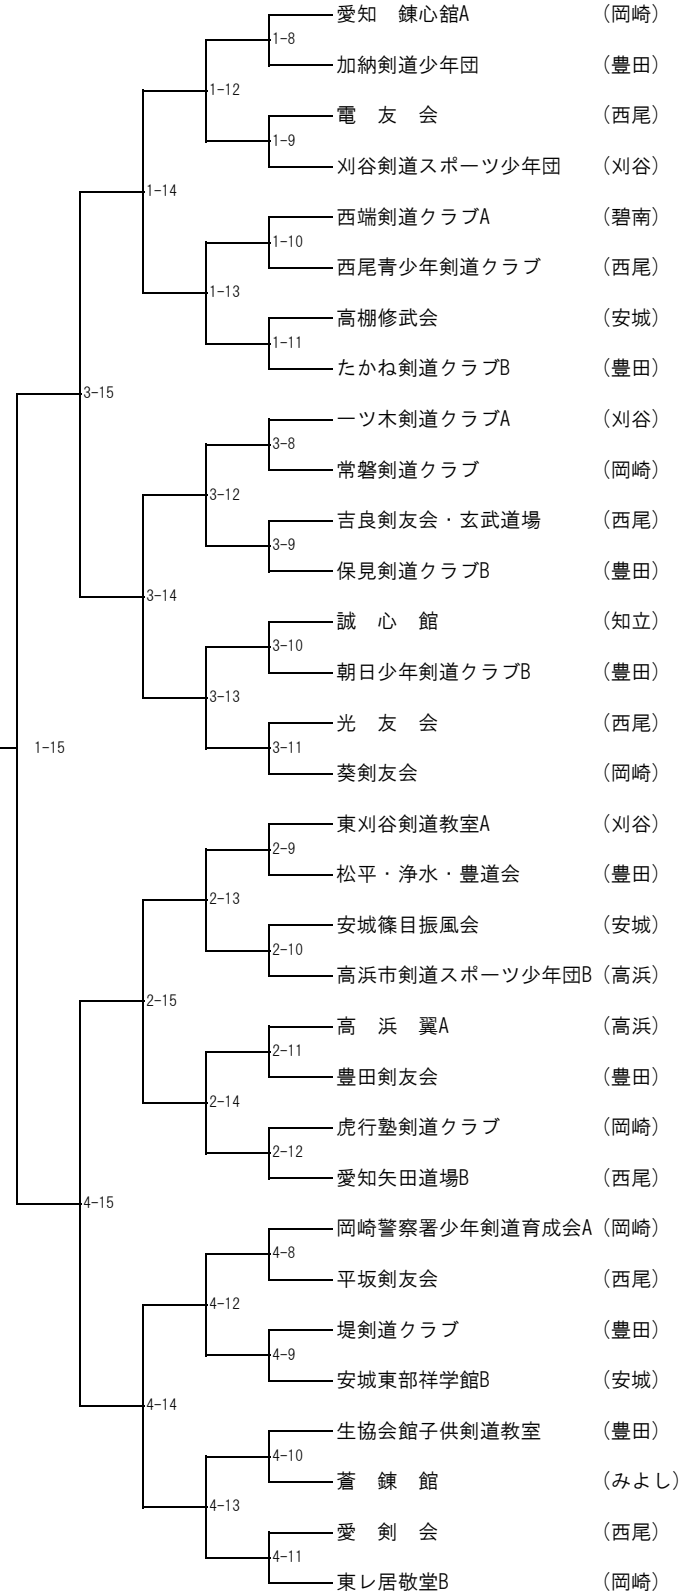 愛知　錬心舘A （岡崎）
1-8
加納剣道少年団 （豊田）
1-12
電　友　会 （西尾）
1-9
刈谷剣道スポーツ少年団 （刈谷）
1-14
西端剣道クラブA （碧南）
1-10
西尾青少年剣道クラブ （西尾）
1-13
高棚修武会 （安城）
1-11
たかね剣道クラブB （豊田）
3-15
一ツ木剣道クラブA （刈谷）
3-8
常磐剣道クラブ （岡崎）
3-12
吉良剣友会・玄武道場 （西尾）
3-9
保見剣道クラブB （豊田）
3-14
誠　心　館 （知立）
3-10
朝日少年剣道クラブB （豊田）
3-13
光　友　会 （西尾）
3-11
1-15
葵剣友会 （岡崎）
東刈谷剣道教室A （刈谷）
2-9
松平・浄水・豊道会 （豊田）
2-13
安城篠目振風会 （安城）
2-10
高浜市剣道スポーツ少年団B （高浜）
2-15
高　浜　翼A （高浜）
2-11
豊田剣友会 （豊田）
2-14
虎行塾剣道クラブ （岡崎）
2-12
愛知矢田道場B （西尾）
4-15
岡崎警察署少年剣道育成会A （岡崎）
4-8
平坂剣友会 （西尾）
4-12
堤剣道クラブ （豊田）
4-9
安城東部祥学館B （安城）
4-14
生協会館子供剣道教室 （豊田）
4-10
蒼　錬　館 （みよし）
4-13
愛　剣　会 （西尾）
4-11
東レ居敬堂B （岡崎）